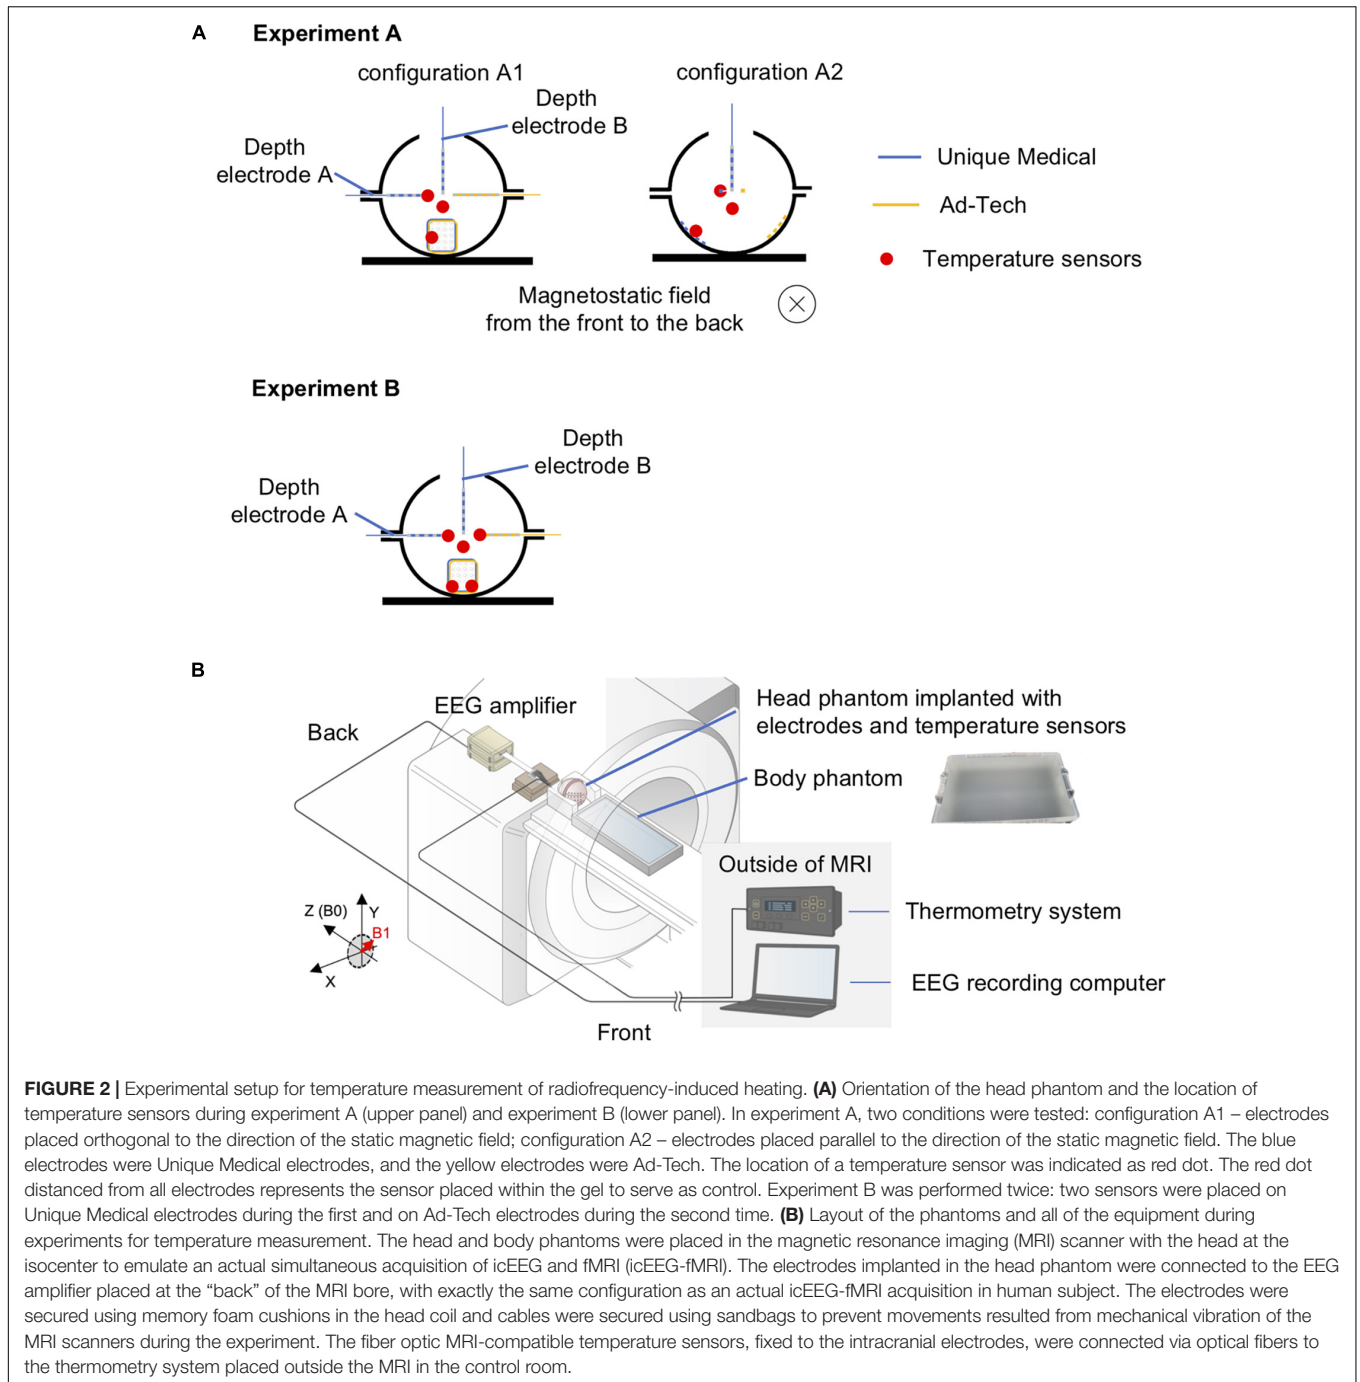 A Experiment A
configuration A1
configuration A2
Depth
electrode B
Depth
electrode A
Unique Medical
Ad-Tech
Temperature sensors
Magnetostatic field
from the front to the back
Experiment B
Depth
electrode B
Depth
electrode A
B
EEG amplifier
Back
Head phantom implanted with
electrodes and temperature sensors
Body phantom
Outside of MRI
Thermometry system
EEG recording computer
Z (B0)
Y
B1
X
Front
FIGURE 2 | Experimental setup for temperature measurement of radiofrequency-induced heating. (A) Orientation of the head phantom and the location of
temperature sensors during experiment A (upper panel) and experiment B (lower panel). In experiment A, two conditions were tested: configuration A1 – electrodes
placed orthogonal to the direction of the static magnetic field; configuration A2 – electrodes placed parallel to the direction of the static magnetic field. The blue
electrodes were Unique Medical electrodes, and the yellow electrodes were Ad-Tech. The location of a temperature sensor was indicated as red dot. The red dot
distanced from all electrodes represents the sensor placed within the gel to serve as control. Experiment B was performed twice: two sensors were placed on
Unique Medical electrodes during the first and on Ad-Tech electrodes during the second time. (B) Layout of the phantoms and all of the equipment during
experiments for temperature measurement. The head and body phantoms were placed in the magnetic resonance imaging (MRI) scanner with the head at the
isocenter to emulate an actual simultaneous acquisition of icEEG and fMRI (icEEG-fMRI). The electrodes implanted in the head phantom were connected to the EEG
amplifier placed at the “back” of the MRI bore, with exactly the same configuration as an actual icEEG-fMRI acquisition in human subject. The electrodes were
secured using memory foam cushions in the head coil and cables were secured using sandbags to prevent movements resulted from mechanical vibration of the
MRI scanners during the experiment. The fiber optic MRI-compatible temperature sensors, fixed to the intracranial electrodes, were connected via optical fibers to
the thermometry system placed outside the MRI in the control room.